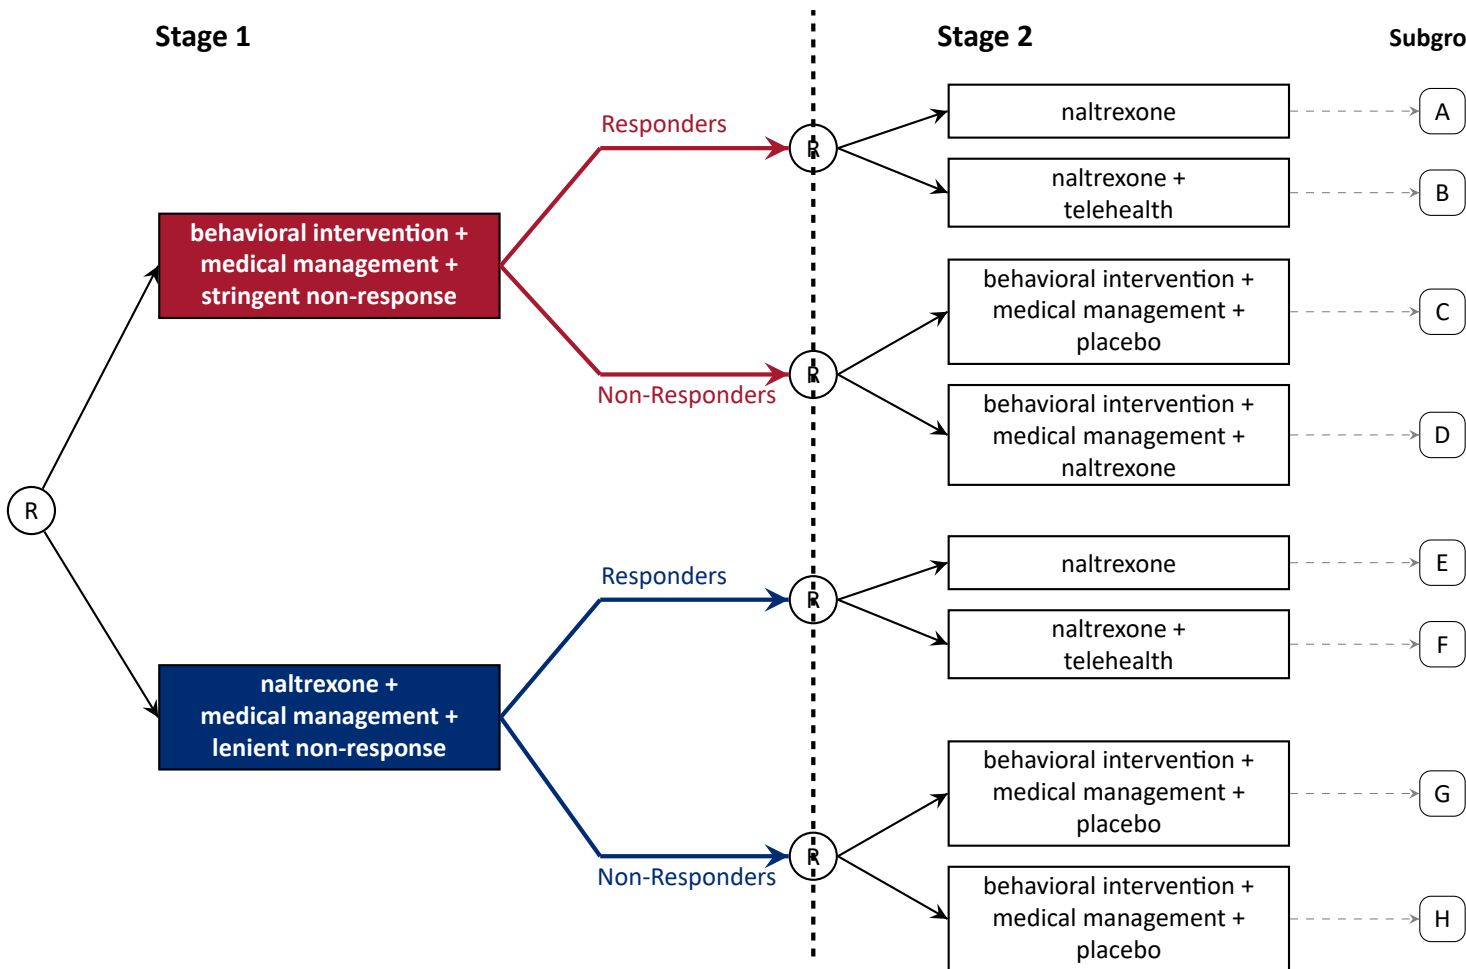 Stage 1
Stage 2
Subgro
Responders
R
naltrexone
A
naltrexone +
telehealth
B
behavioral intervention +
medical management +
stringent non-response
Non-Responders
R
behavioral intervention +
medical management +
placebo
C
behavioral intervention +
medical management +
naltrexone
D
R
Responders
R
naltrexone
E
naltrexone +
telehealth
F
naltrexone +
medical management +
lenient non-response
Non-Responders
R
behavioral intervention +
medical management +
placebo
G
behavioral intervention +
medical management +
placebo
H